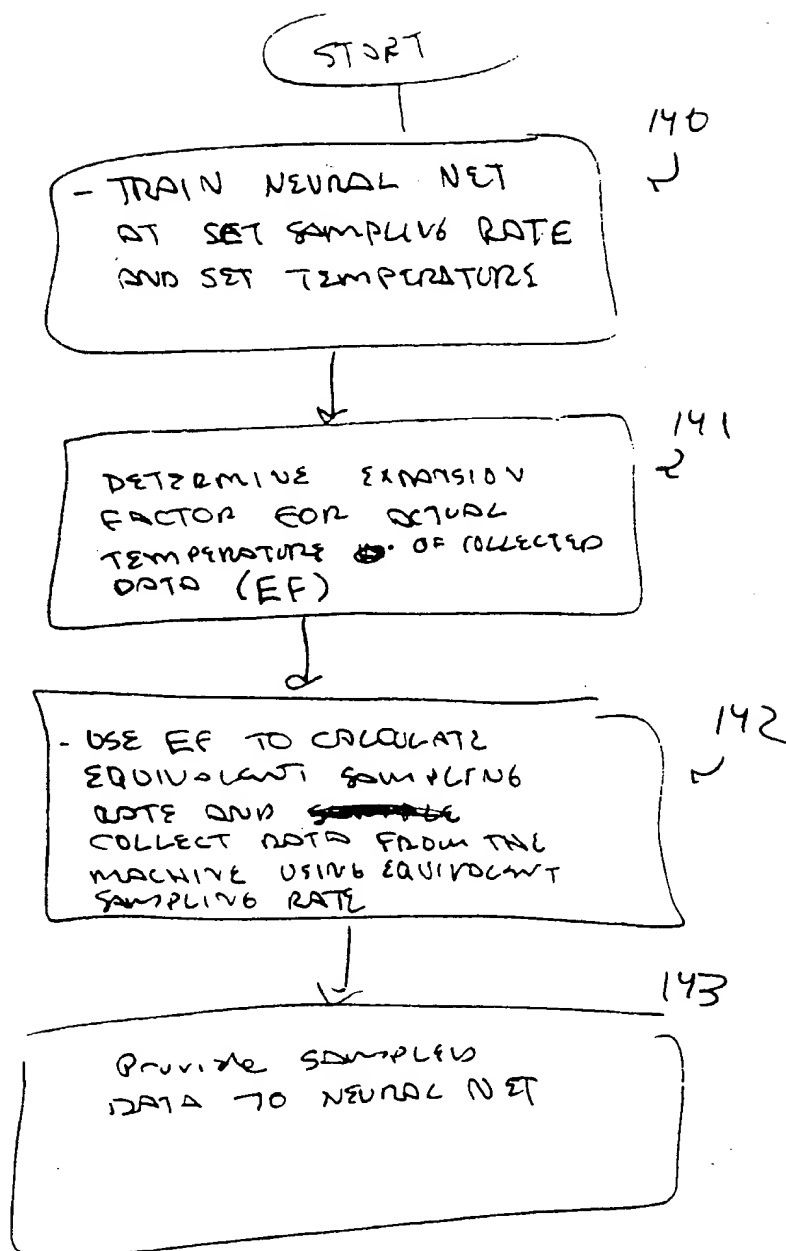 START
140
- TRAIN NEURAL NET
AT SET SAMPLING RATE
AND SET TEMPERATURE
141
DETERMINE EXPANSION
FACTOR FOR ACTUAL
TEMPERATURE OF COLLECTED
DATA (EF)
142
- USE EF TO CALCULATE
EQUIVALENT SAMPLING
RATE AND
COLLECT DATA FROM THE
MACHINE USING EQUIVALENT
SAMPLING RATE
143
Provide SAMPLED
DATA TO NEURAL NET